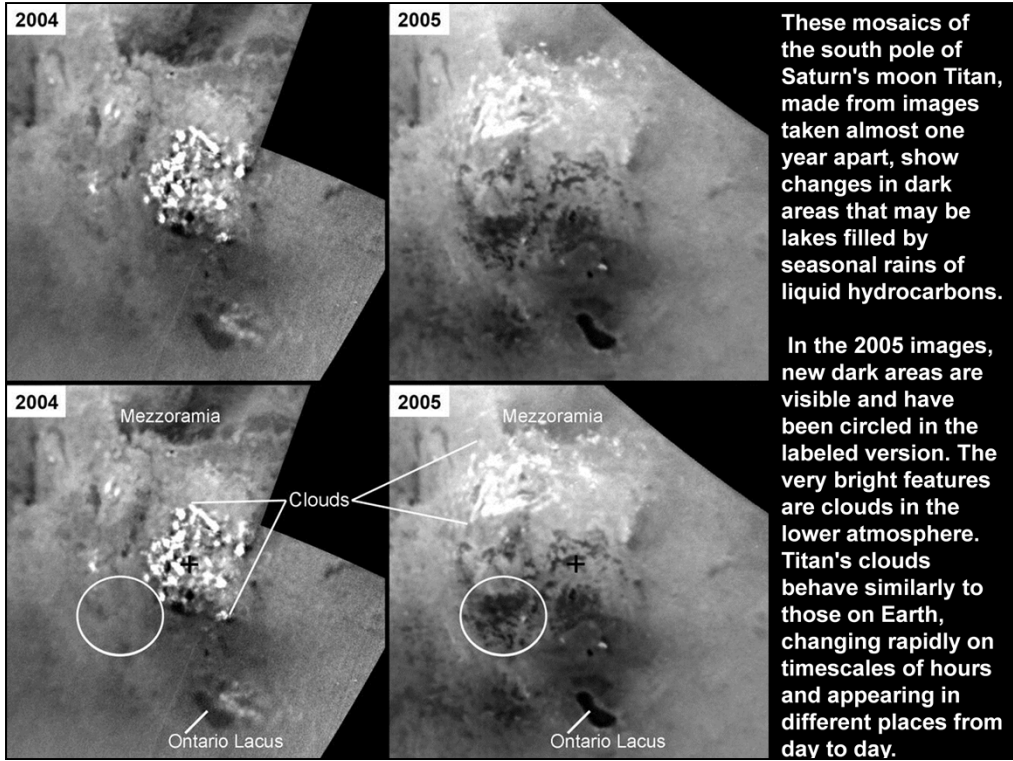 2004
2005
These mosaics of
the south pole of
Saturn's moon Titan,
made from images
taken almost one
year apart, show
changes in dark
areas that may be
lakes filled by
seasonal rains of
liquid hydrocarbons.
In the 2005 images,
new dark areas are
visible and have
been circled in the
labeled version. The
very bright features
are clouds in the
lower atmosphere.
Titan's clouds
behave similarly to
those on Earth,
changing rapidly on
timescales of hours
and appearing in
different places from
day to day.
2004
Mezzoramia
2005
Mezzoramia
Clouds
Ontario Lacus
Ontario Lacus